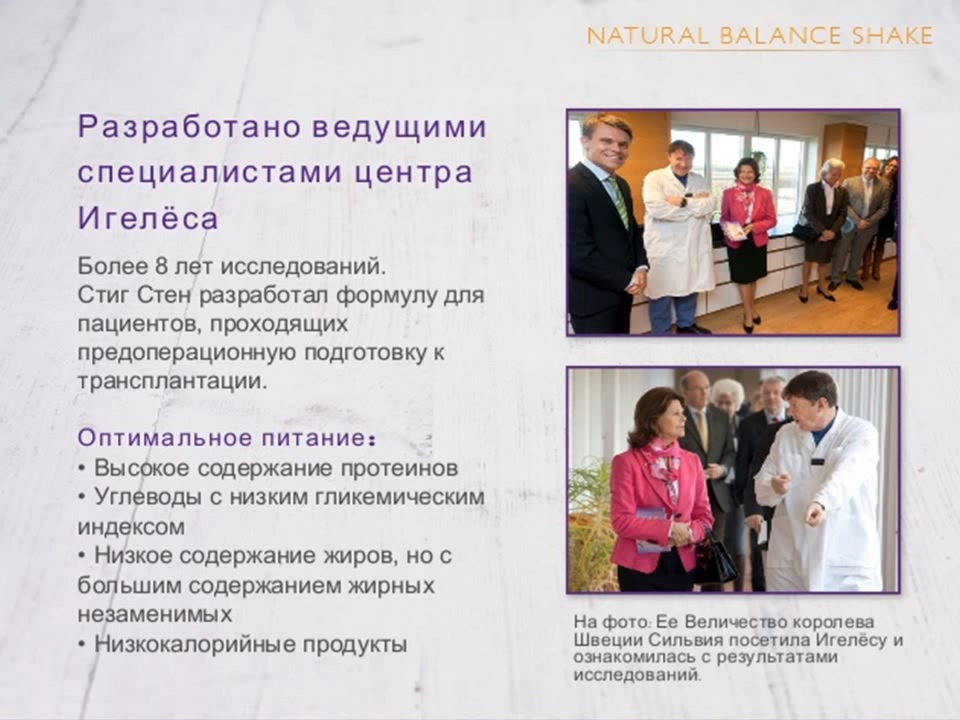 NATURAL BALANCE SHAKE
Разработано ведущими
специалистами центра
Игелёса
Более 8 лет исследований.
Стиг Стен разработал формулу для
пациентов, проходящих
предоперационную подготовку к
трансплантации.
Оптимальное питание:
• Высокое содержание протеинов
• Углеводы с низким гликемическим
индексом
• Низкое содержание жиров, но с
большим содержанием жирных
незаменимых
• Низкокалорийные продукты
На фото: Ее Величество королева
Швеции Сильвия посетила Игелёсу и
ознакомилась с результатами
исследований.